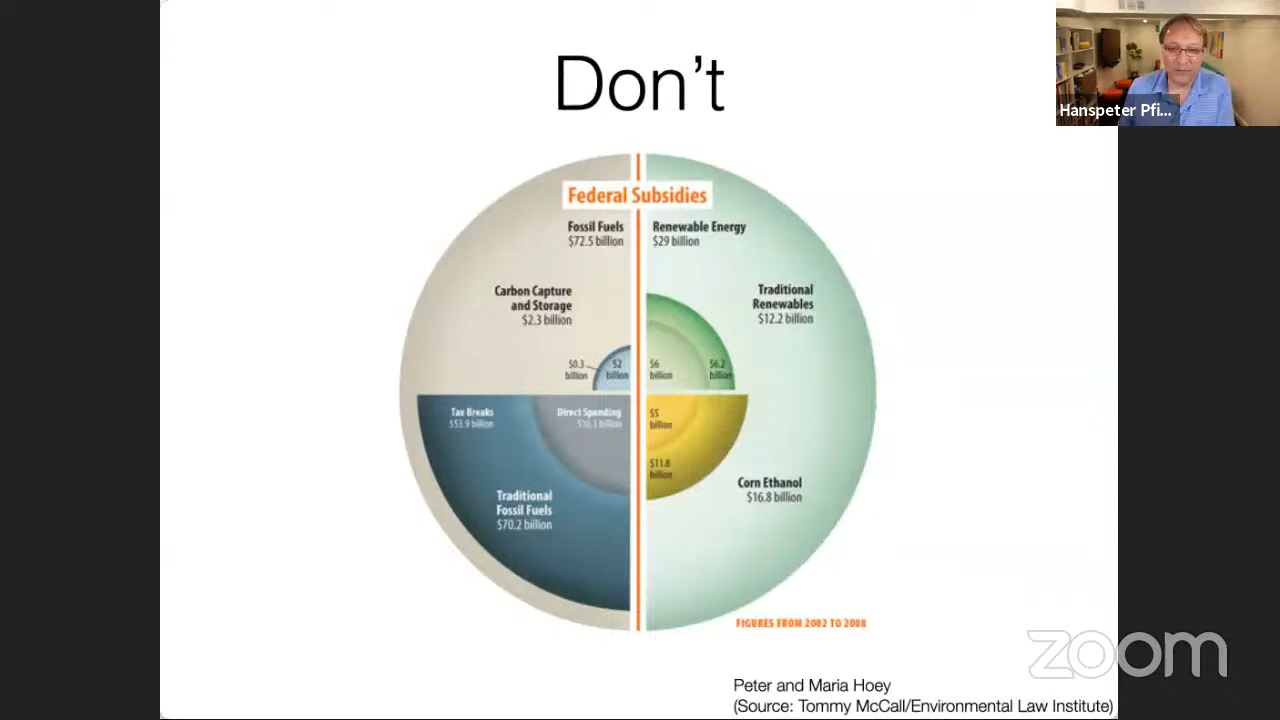 Don't
Hanspeter Pfi...
Federal Subsidies
Fossil Fuels
$72.5 billion
Renewable Energy
$29 billion
Carbon Capture
and Storage
$2.3 billion
Traditional
Renewables
$12.2 billion
$0.3
billion
$2
billion
$6
billion
$6.2
billion
Tax Breaks
$53.9 billion
Direct Spending
$16.3 billion
$5
billion
$11.8
billion
Traditional
Fossil Fuels
$70.2 billion
Corn Ethanol
$16.8 billion
FIGURES FROM 2002 TO 2008
zoom
Peter and Maria Hoey
(Source: Tommy McCall/Environmental Law Institute)